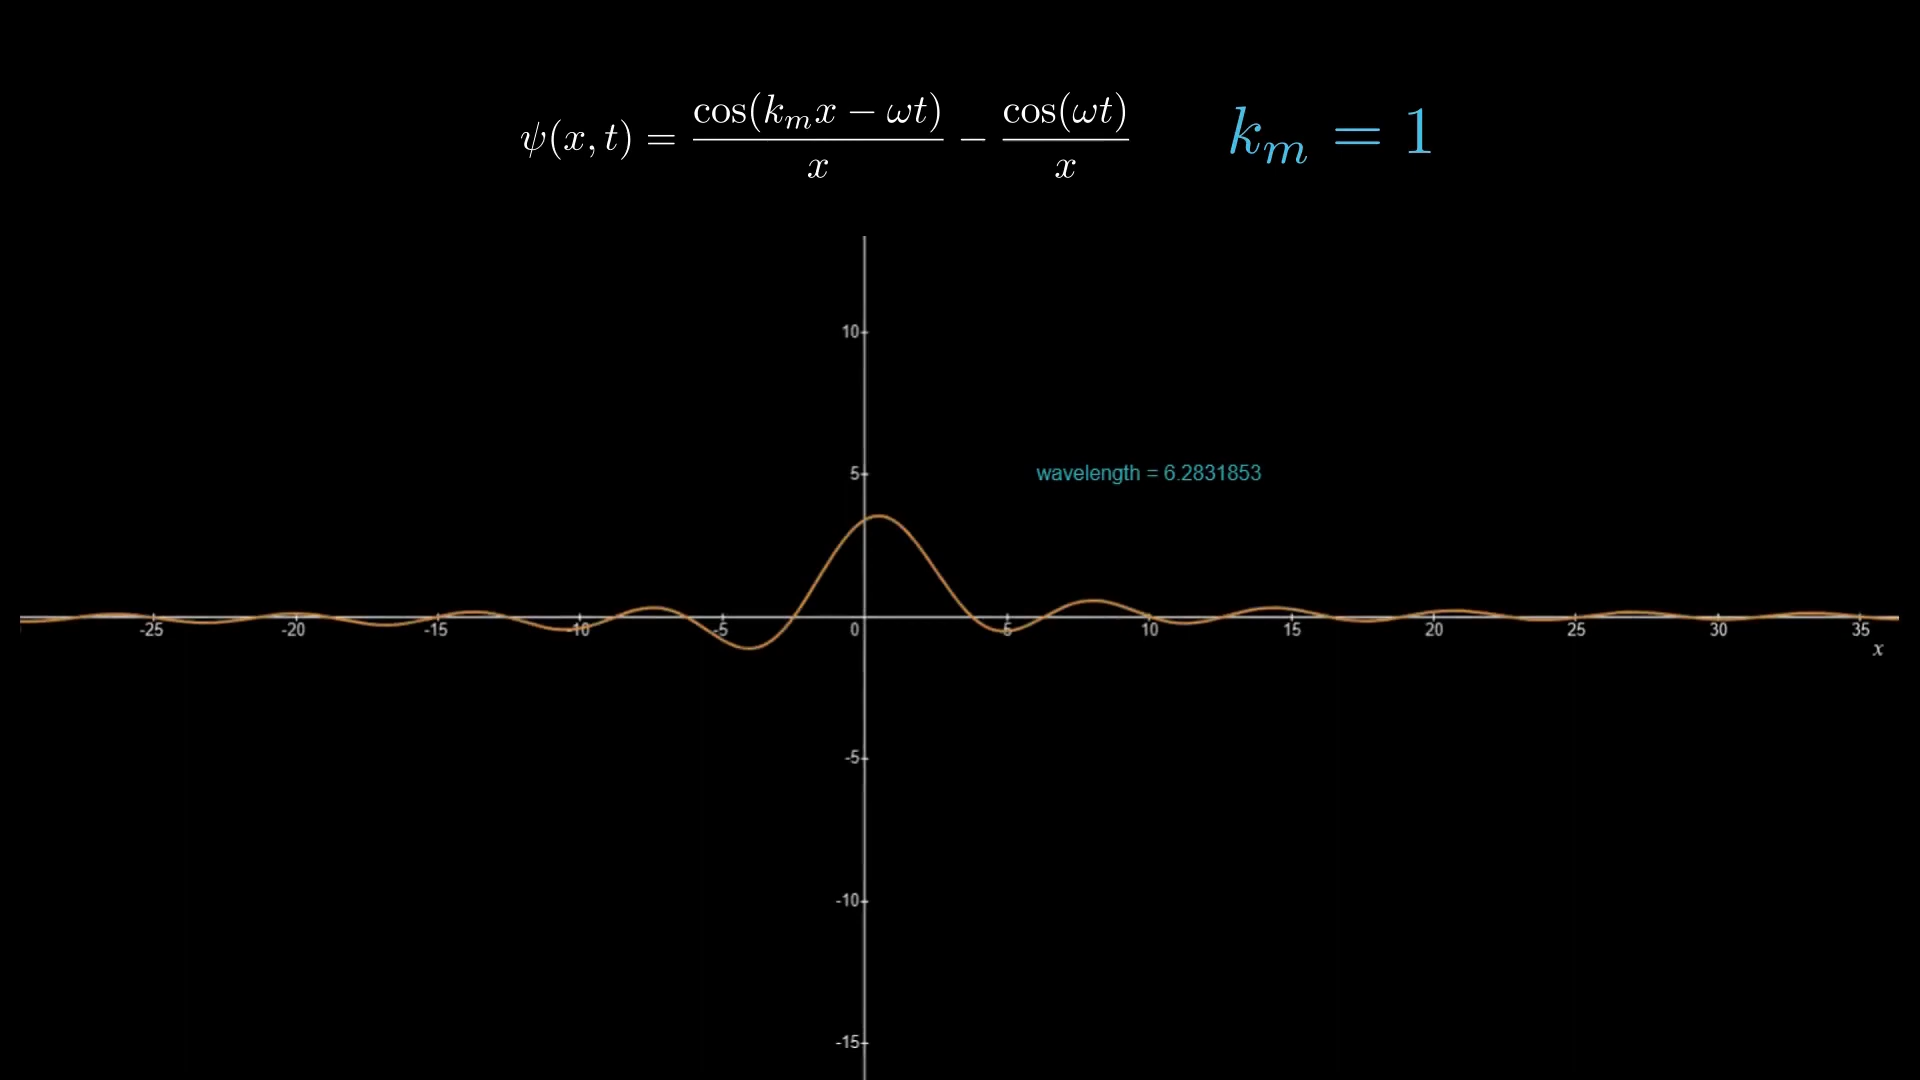 ψ(x, t) = cos(k_m x − ωt)/x − cos(ωt)/x k_m = 1
10
5
wavelength = 6.2831853
-25 -20 -15 -10 -5 0 5 10 15 20 25 30 35
x
-5
-10
-15